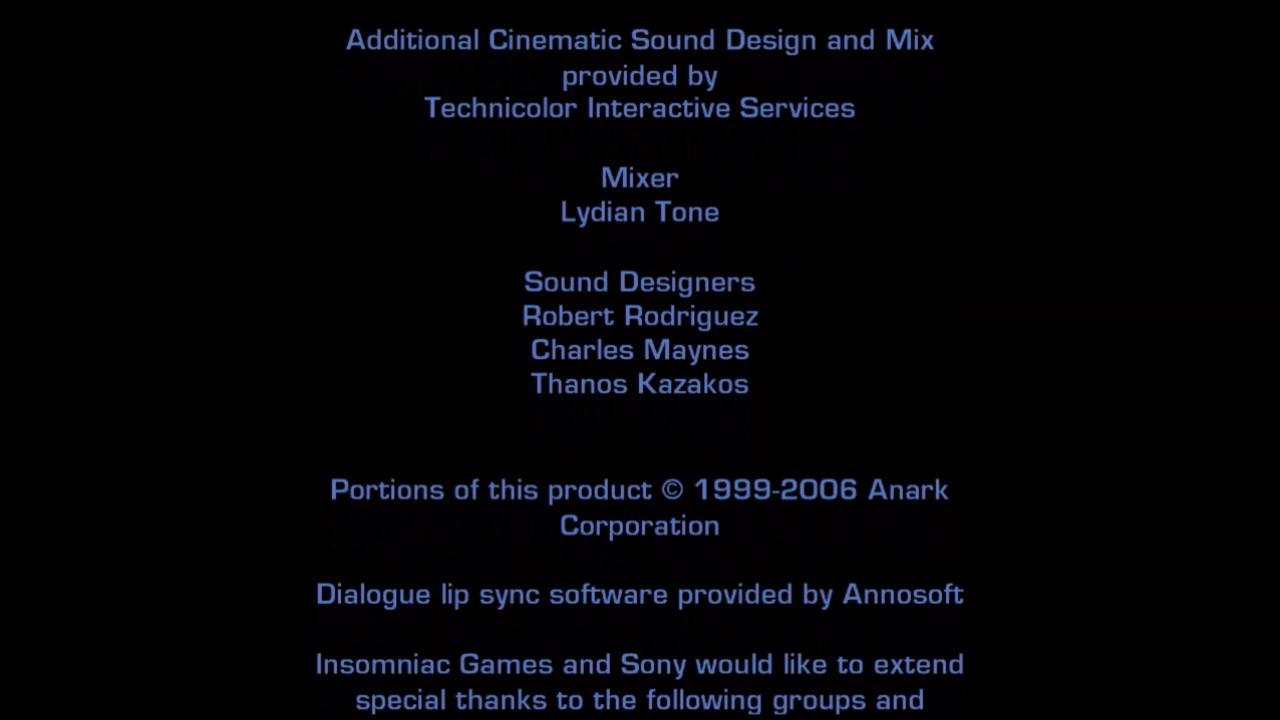 Additional Cinematic Sound Design and Mix
provided by
Technicolor Interactive Services
Mixer
Lydian Tone
Sound Designers
Robert Rodriguez
Charles Maynes
Thanos Kazakos
Portions of this product © 1999-2006 Anark
Corporation
Dialogue lip sync software provided by Annosoft
Insomniac Games and Sony would like to extend
special thanks to the following groups and